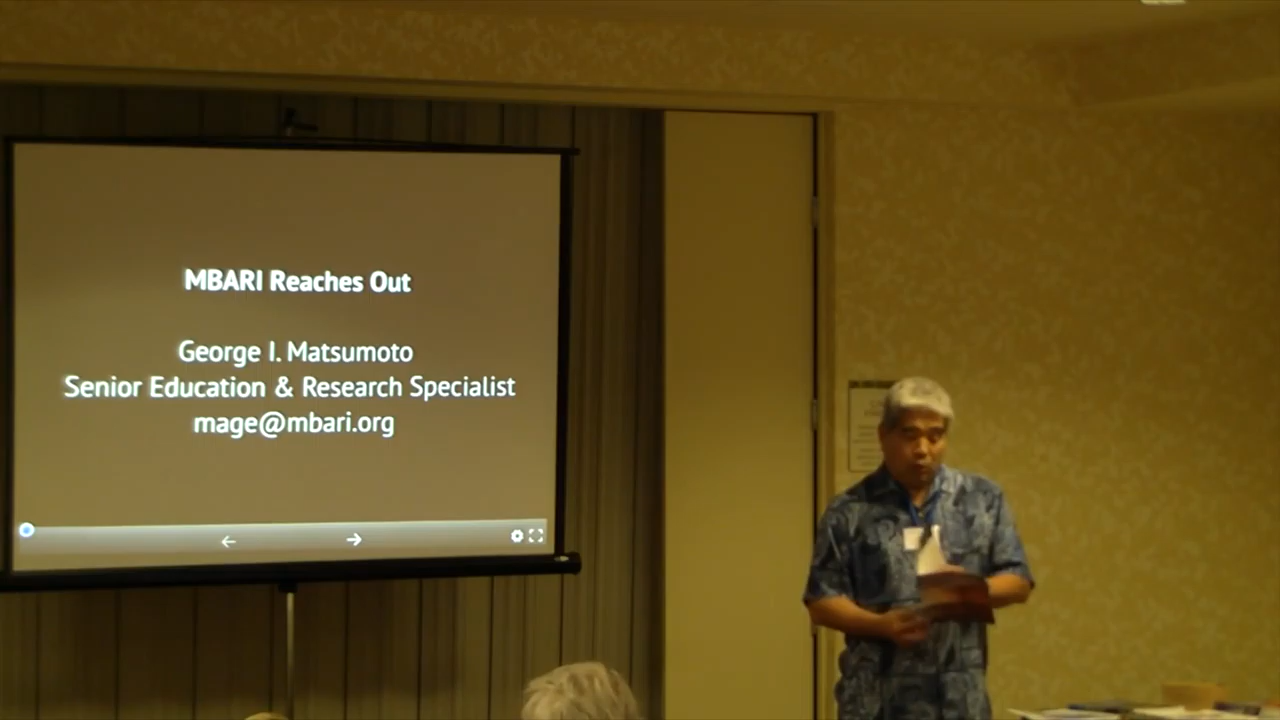 MBARI Reaches Out
George I. Matsumoto
Senior Education & Research Specialist
mage@mbari.org